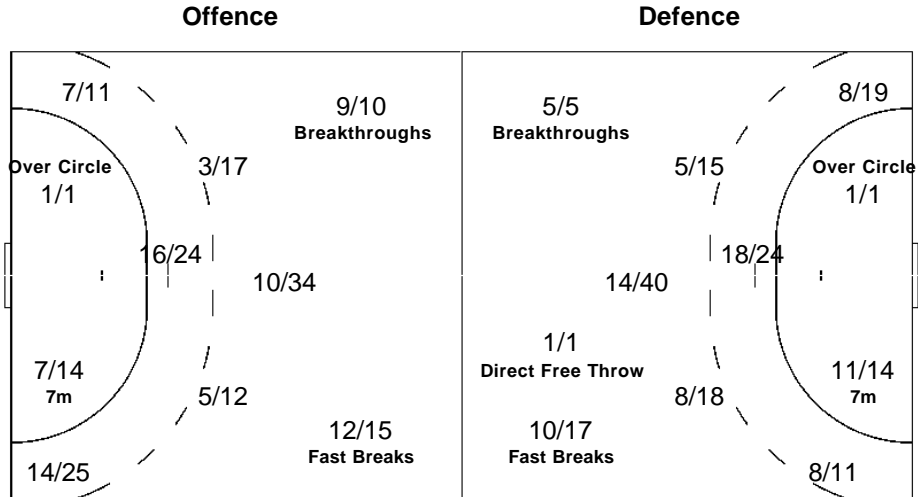 Offence Defence
7/11 9/10 5/5 8/19
Breakthroughs Breakthroughs
Over Circle 3/17 5/15 Over Circle
1/1 1/1
16/24 18/24
10/34 14/40
1/1
7/14 Direct Free Throw 11/14
7m 5/12 8/18 7m
12/15 10/17
Fast Breaks Fast Breaks
14/25 8/11